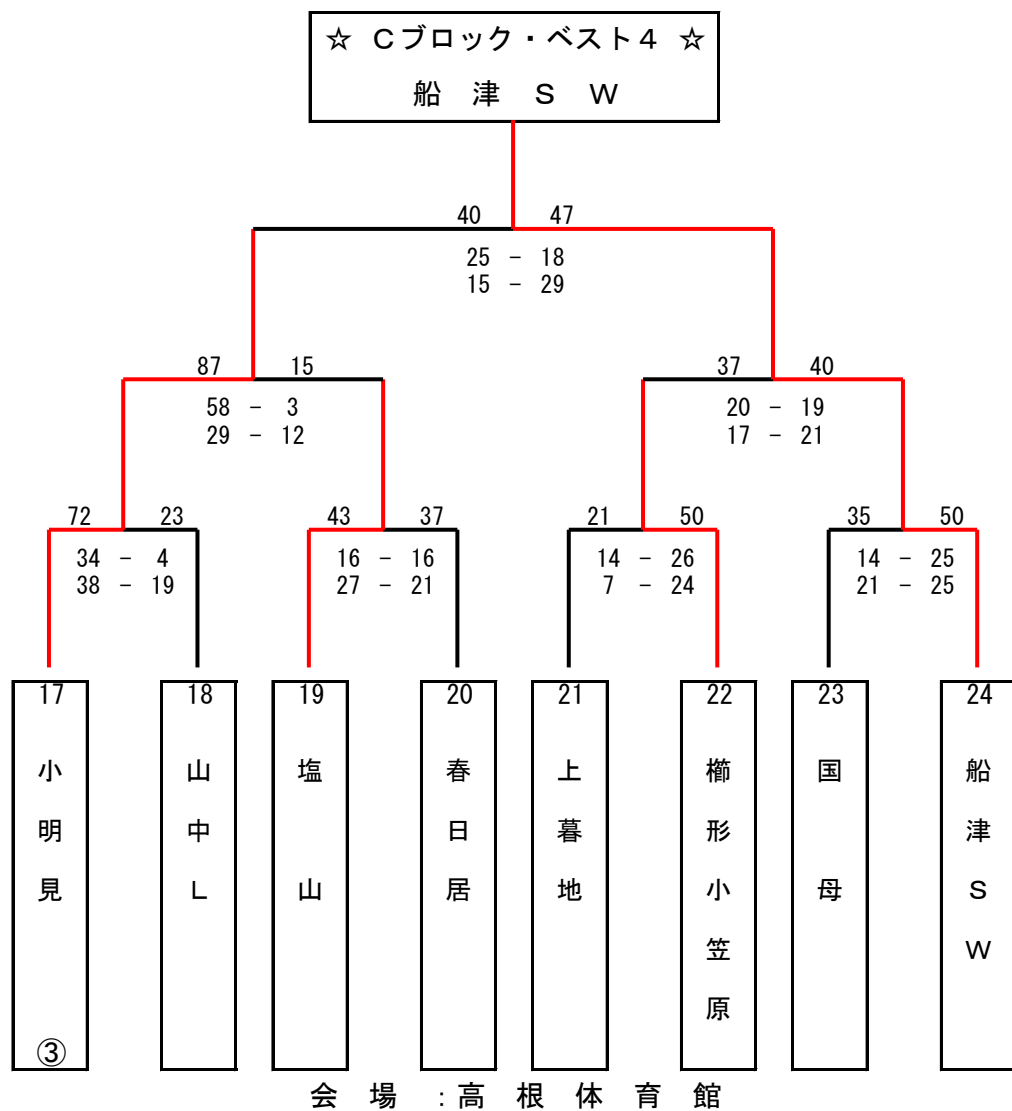 ☆ Cブロック・ベスト4 ☆
船 津 S W
40 47
25 - 18
15 - 29
87 15
58 - 3
29 - 12
37 40
20 - 19
17 - 21
72 23
34 - 4
38 - 19
43 37
16 - 16
27 - 21
21 50
14 - 26
7 - 24
35 50
14 - 25
21 - 25
17
小明見
③
18
山中L
19
塩山
20
春日居
21
上暮地
22
櫛形小笠原
23
国母
24
船津SW
会 場 :高 根 体 育 館